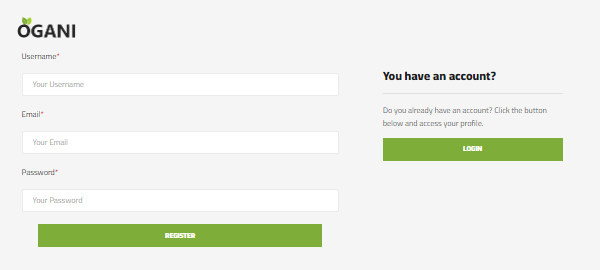 OGANI
Username*
Your Username
Email*
Your Email
Password*
Your Password
REGISTER
You have an account?
Do you already have an account? Click the button
below and access your profile.
LOGIN